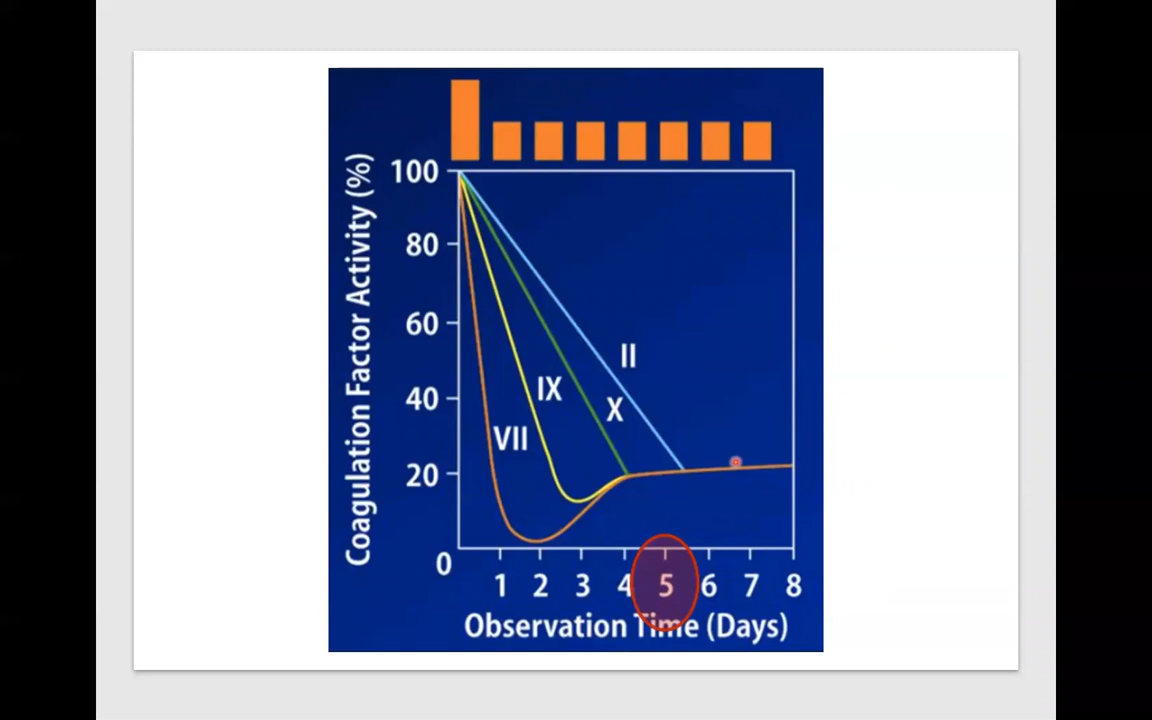 Coagulation Factor Activity (%)
100
80
60
40
20
0
II
IX
X
VII
1 2 3 4 5 6 7 8
Observation Time (Days)